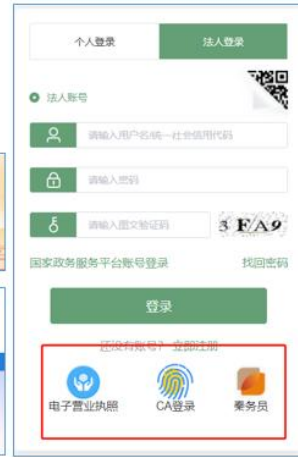 个人登录 法人登录
法人账号
请输入用户名/统一社会信用代码
请输入密码
请输入图文验证码 3 FA9
国家政务服务平台账号登录 找回密码
登录
还没有账号？ 立即注册
电子营业执照 CA登录 秦务员